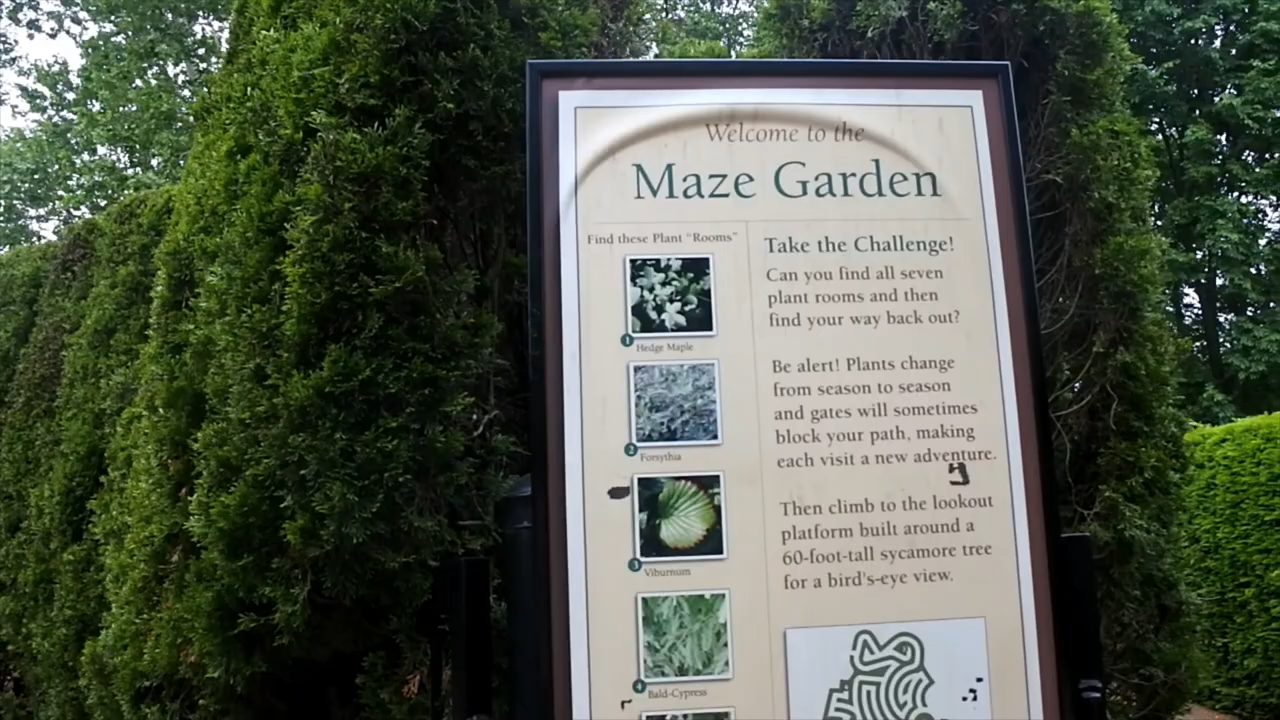 Welcome to the
Maze Garden
Find these Plant "Rooms"
1
Hedge Maple
2
Forsythia
3
Viburnum
4
Bald-Cypress
Take the Challenge!
Can you find all seven
plant rooms and then
find your way back out?
Be alert! Plants change
from season to season
and gates will sometimes
block your path, making
each visit a new adventure.
Then climb to the lookout
platform built around a
60-foot-tall sycamore tree
for a bird's-eye view.